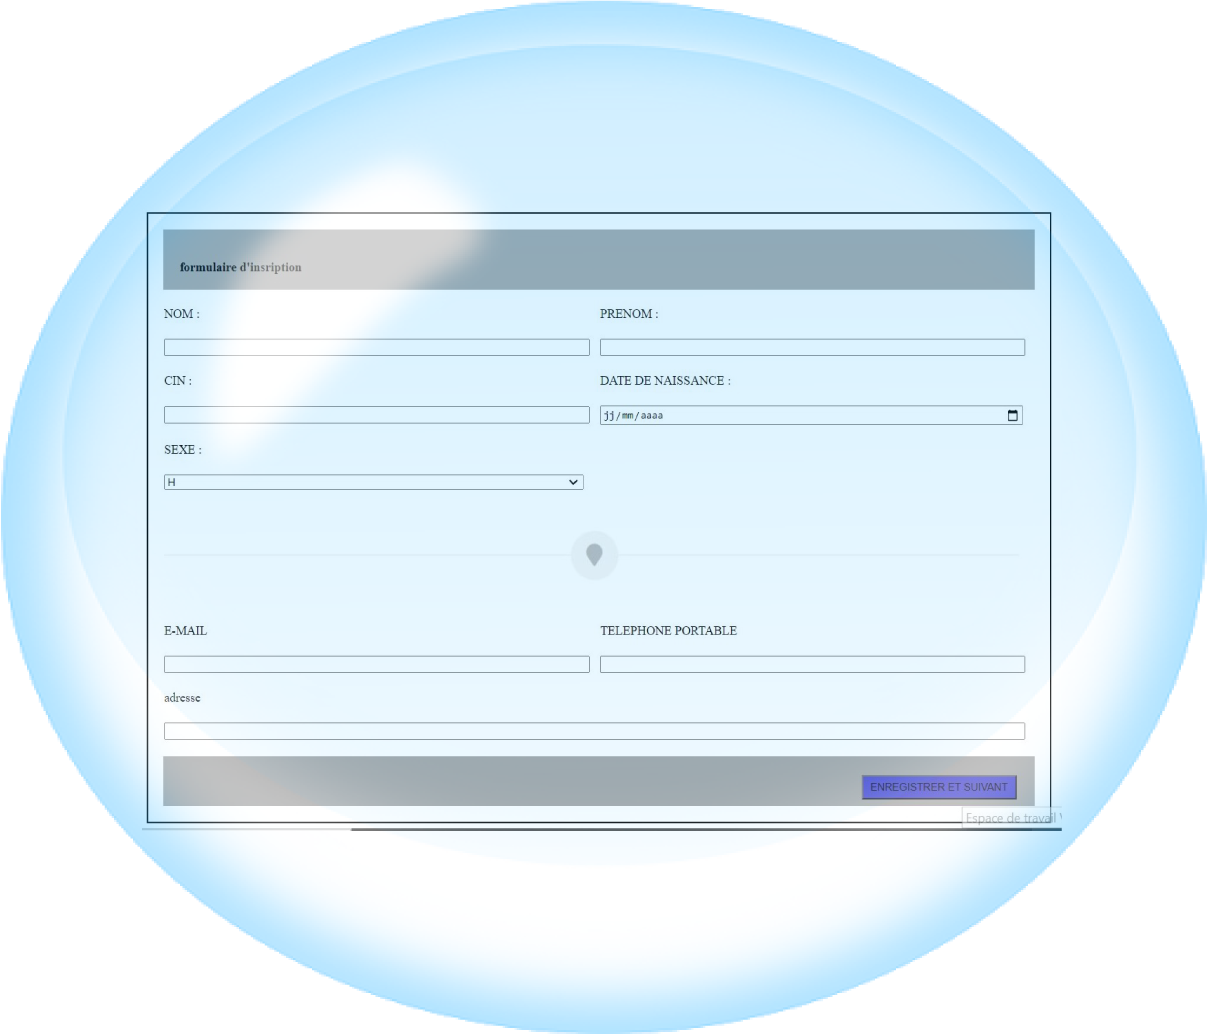 formulaire d'insription
NOM :
PRENOM :
CIN :
DATE DE NAISSANCE :
jj/mm/aaaa
SEXE :
H
E-MAIL
TELEPHONE PORTABLE
adresse
ENREGISTRER ET SUIVANT
Espace de travail